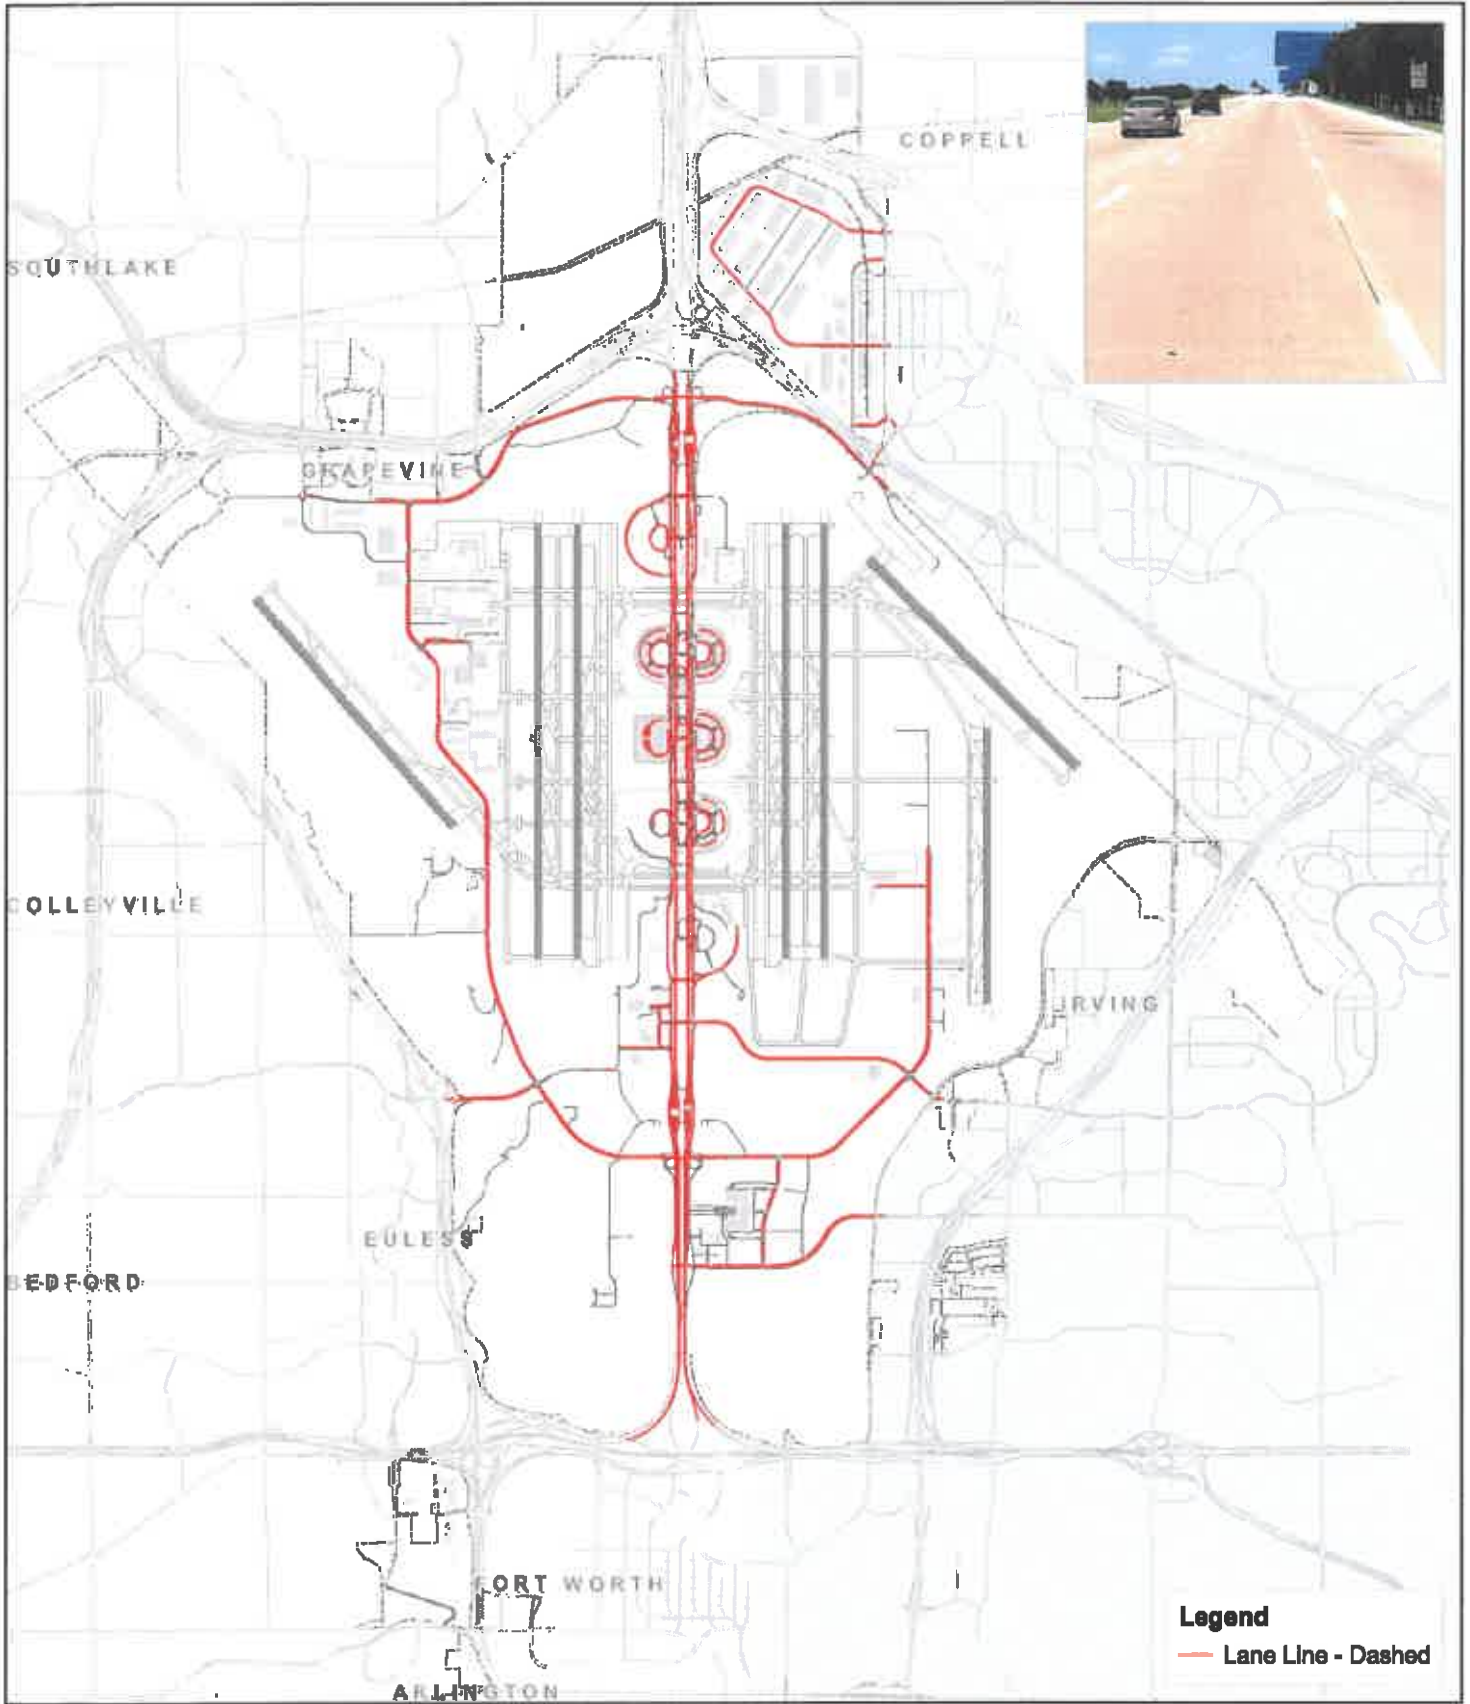 COPPELL
SOUTHLAKE
GRAPEVINE
COLLEYVILLE
IRVING
EULESS
BEDFORD
FORT WORTH
Legend
Lane Line - Dashed
ARLINGTON